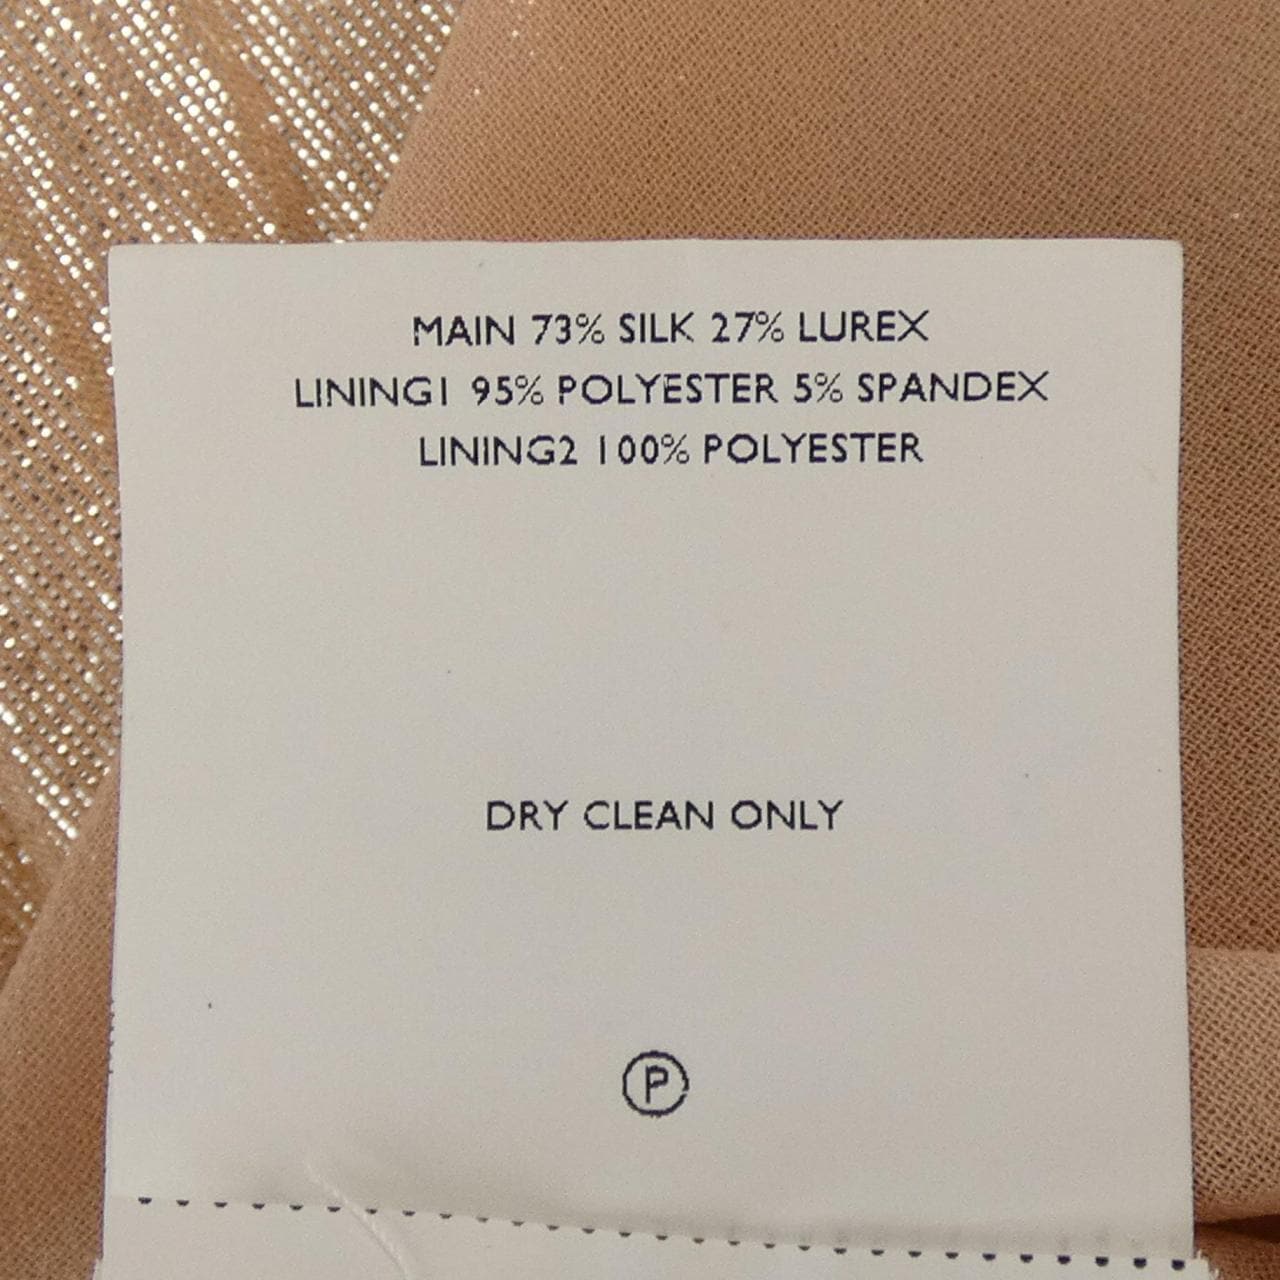 MAIN 73% SILK 27% LUREX
LINING1 95% POLYESTER 5% SPANDEX
LINING2 100% POLYESTER
DRY CLEAN ONLY
P